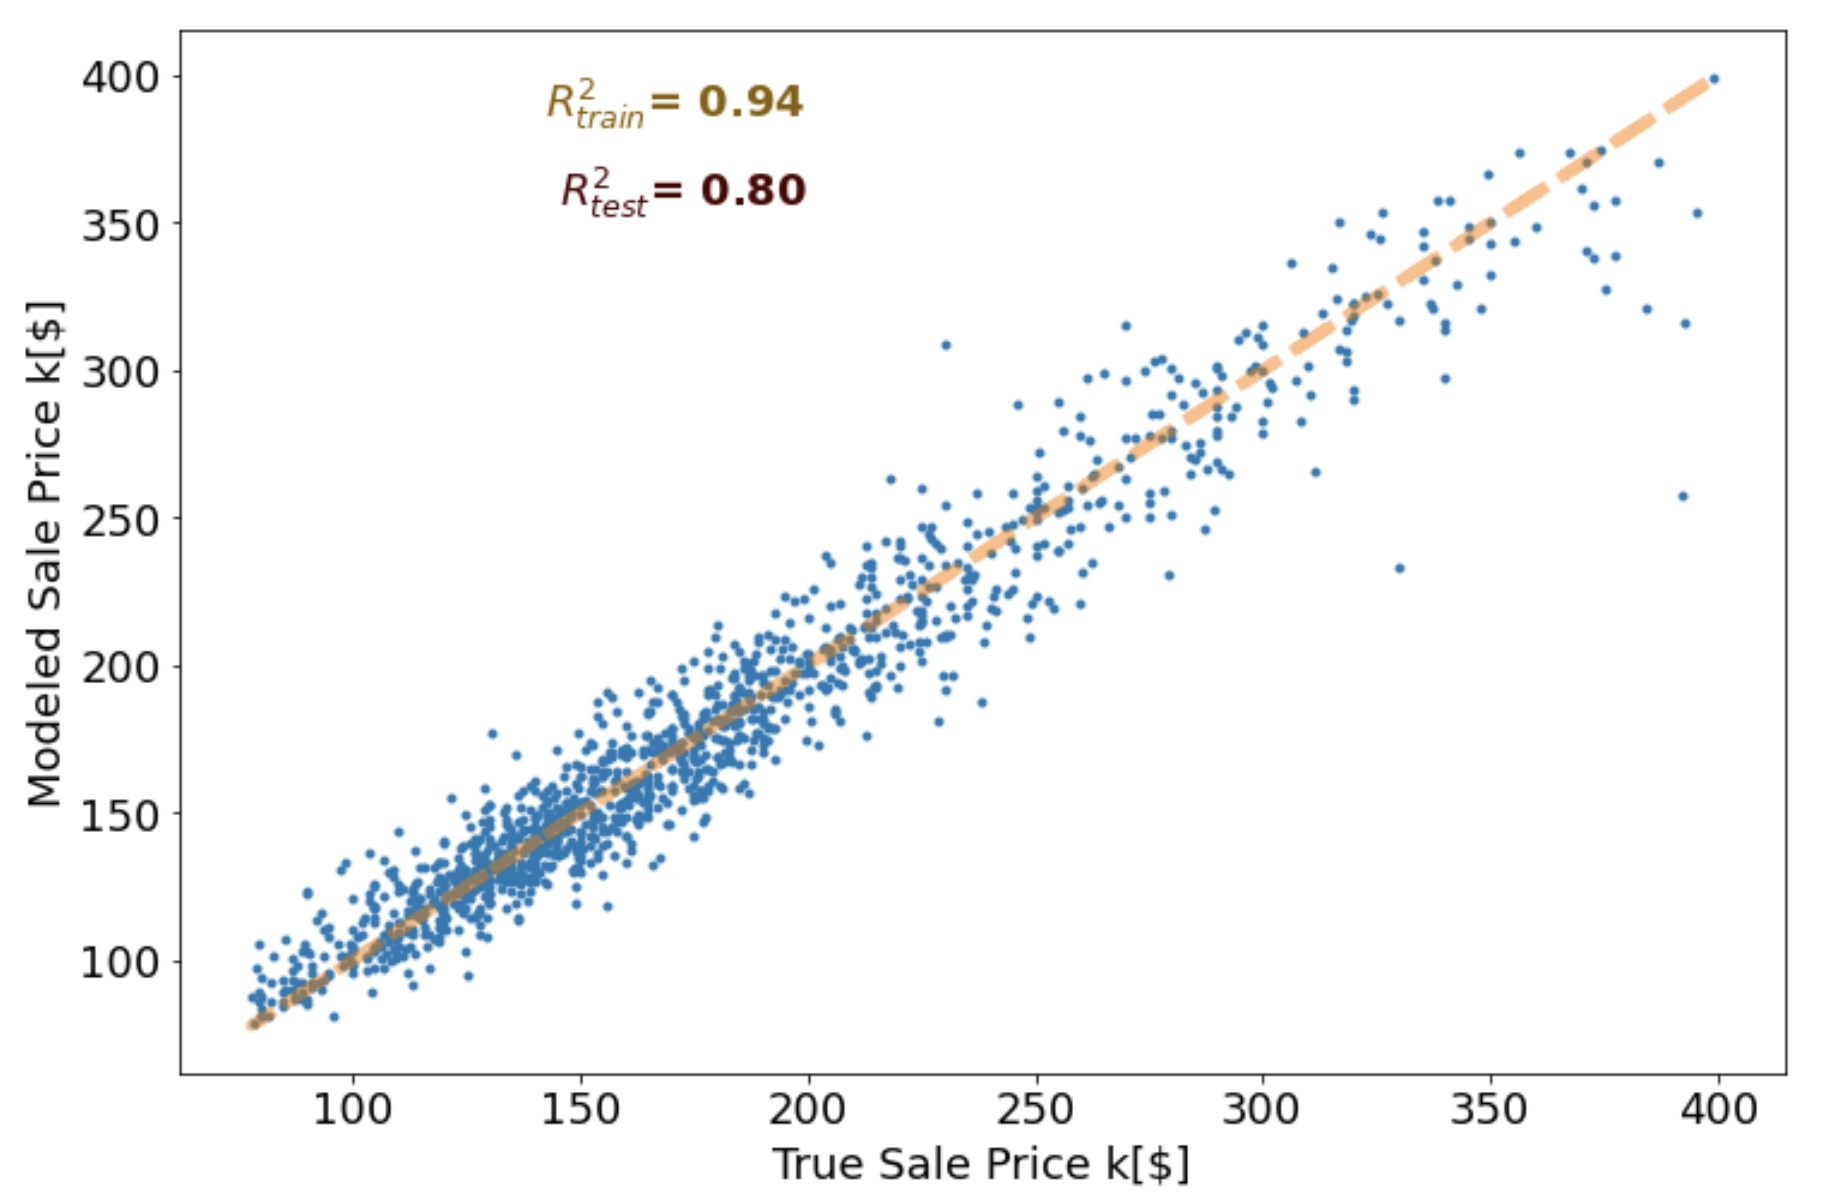 R²train = 0.94
R²test = 0.80
400
350
300
250
200
150
100
Modeled Sale Price k[$]
100 150 200 250 300 350 400
True Sale Price k[$]